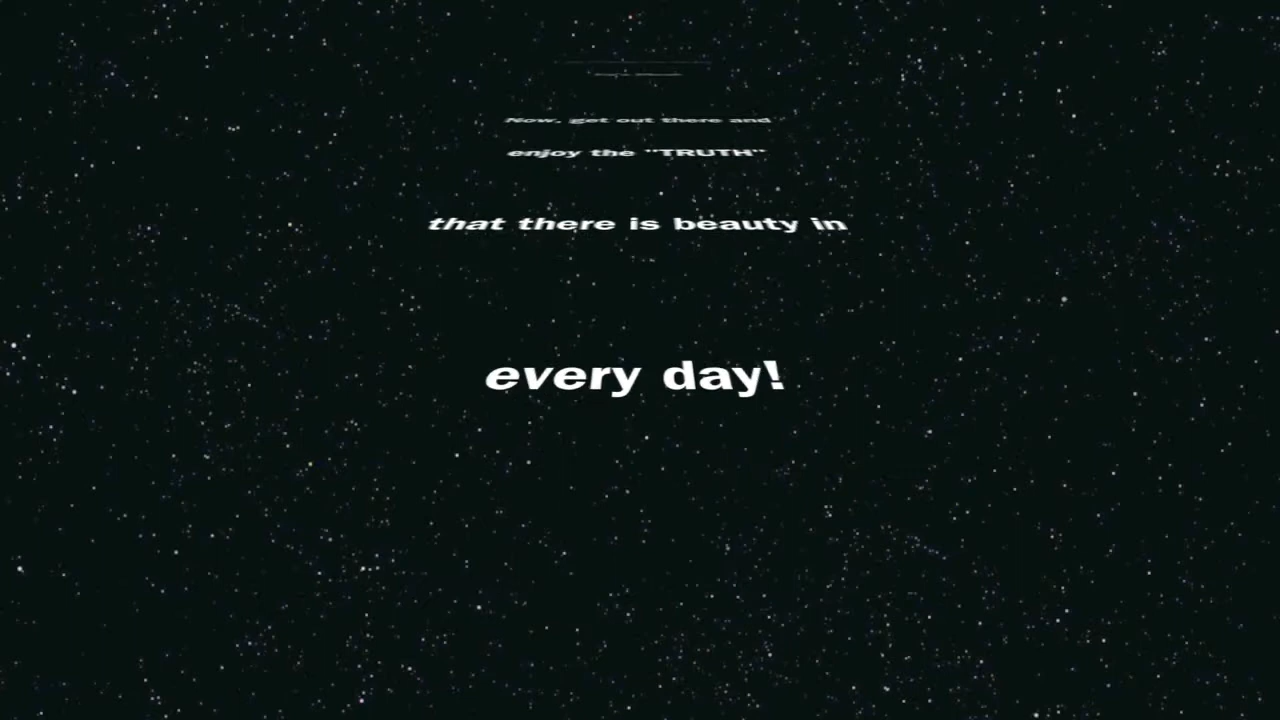 Now, get out there and
enjoy the "TRUTH"
that there is beauty in
every day!